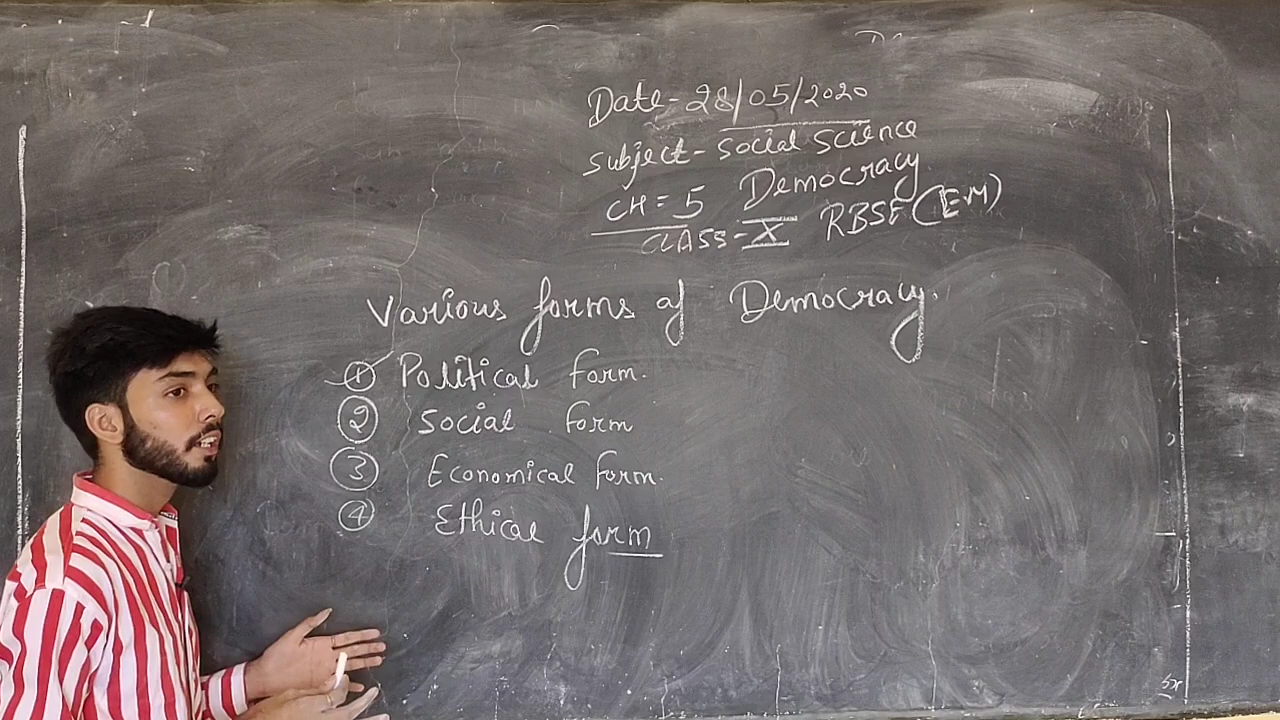 Date-28/05/2020
Subject-Social Science
CH=5 Democracy
CLASS-X RBSE(EM)
Various forms of Democracy.
① Political form.
② Social form
③ Economical form.
④ Ethical form